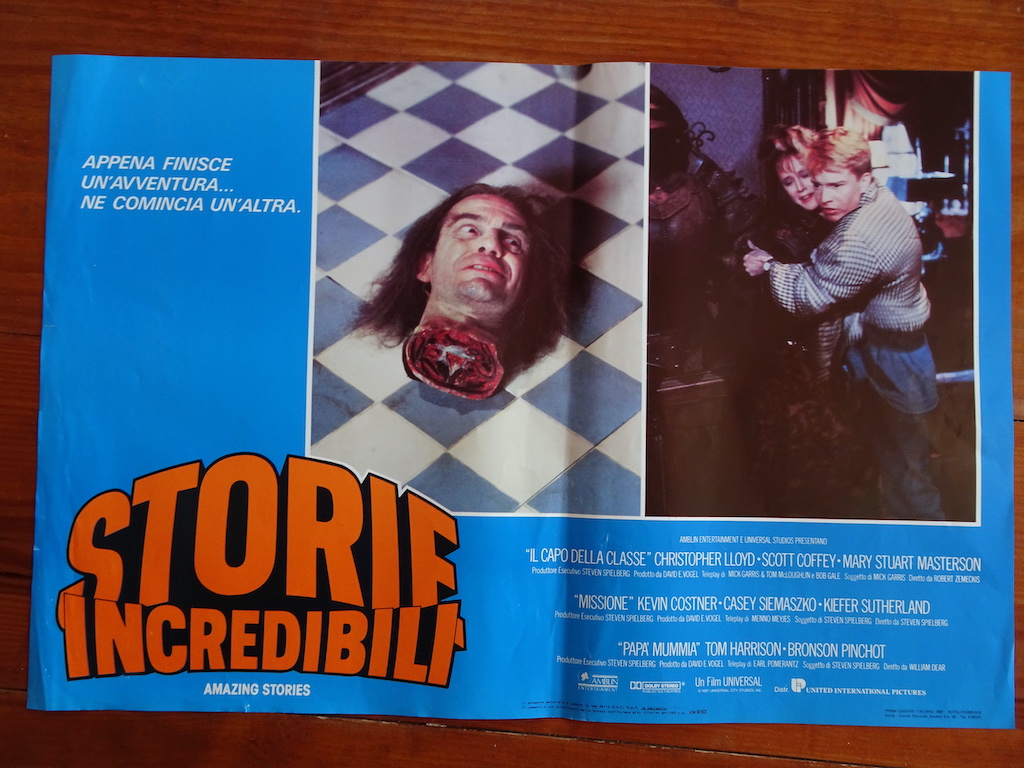 APPENA FINISCE
UN'AVVENTURA...
NE COMINCIA UN'ALTRA.
STORIE
INCREDIBILI
AMAZING STORIES
AMBLIN ENTERTAINMENT E UNIVERSAL STUDIOS PRESENTANO
"IL CAPO DELLA CLASSE" CHRISTOPHER LLOYD • SCOTT COFFEY • MARY STUART MASTERSON
Produttore Esecutivo STEVEN SPIELBERG Prodotto da DAVID E. VOGEL Teleplay di MICK GARRIS & TOM McLOUGHLIN e BOB GALE Soggetto di MICK GARRIS Diretto da ROBERT ZEMECKIS
"MISSIONE" KEVIN COSTNER • CASEY SIEMASZKO • KIEFER SUTHERLAND
Produttore Esecutivo STEVEN SPIELBERG Prodotto da DAVID E. VOGEL Teleplay di MENNO MEYJES Soggetto di STEVEN SPIELBERG Diretto da STEVEN SPIELBERG
"PAPA' MUMMIA" TOM HARRISON • BRONSON PINCHOT
Produttore Esecutivo STEVEN SPIELBERG Prodotto da DAVID E. VOGEL Teleplay di EARL POMERANTZ Soggetto di STEVEN SPIELBERG Diretto da WILLIAM DEAR
AMBLIN ENTERTAINMENT DOLBY STEREO Un Film UNIVERSAL Distr. UNITED INTERNATIONAL PICTURES